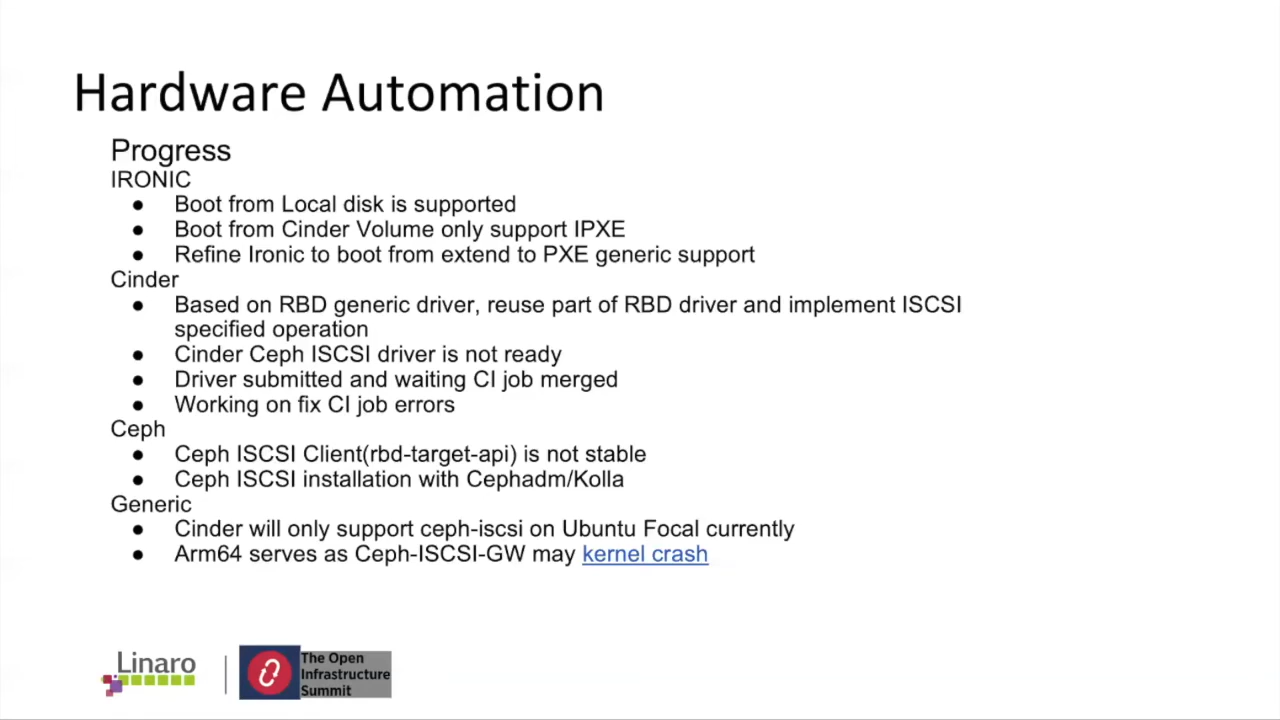 Hardware Automation
Progress
IRONIC
● Boot from Local disk is supported
● Boot from Cinder Volume only support IPXE
● Refine Ironic to boot from extend to PXE generic support
Cinder
● Based on RBD generic driver, reuse part of RBD driver and implement ISCSI
specified operation
● Cinder Ceph ISCSI driver is not ready
● Driver submitted and waiting CI job merged
● Working on fix CI job errors
Ceph
● Ceph ISCSI Client(rbd-target-api) is not stable
● Ceph ISCSI installation with Cephadm/Kolla
Generic
● Cinder will only support ceph-iscsi on Ubuntu Focal currently
● Arm64 serves as Ceph-ISCSI-GW may kernel crash
Linaro
The Open
Infrastructure
Summit